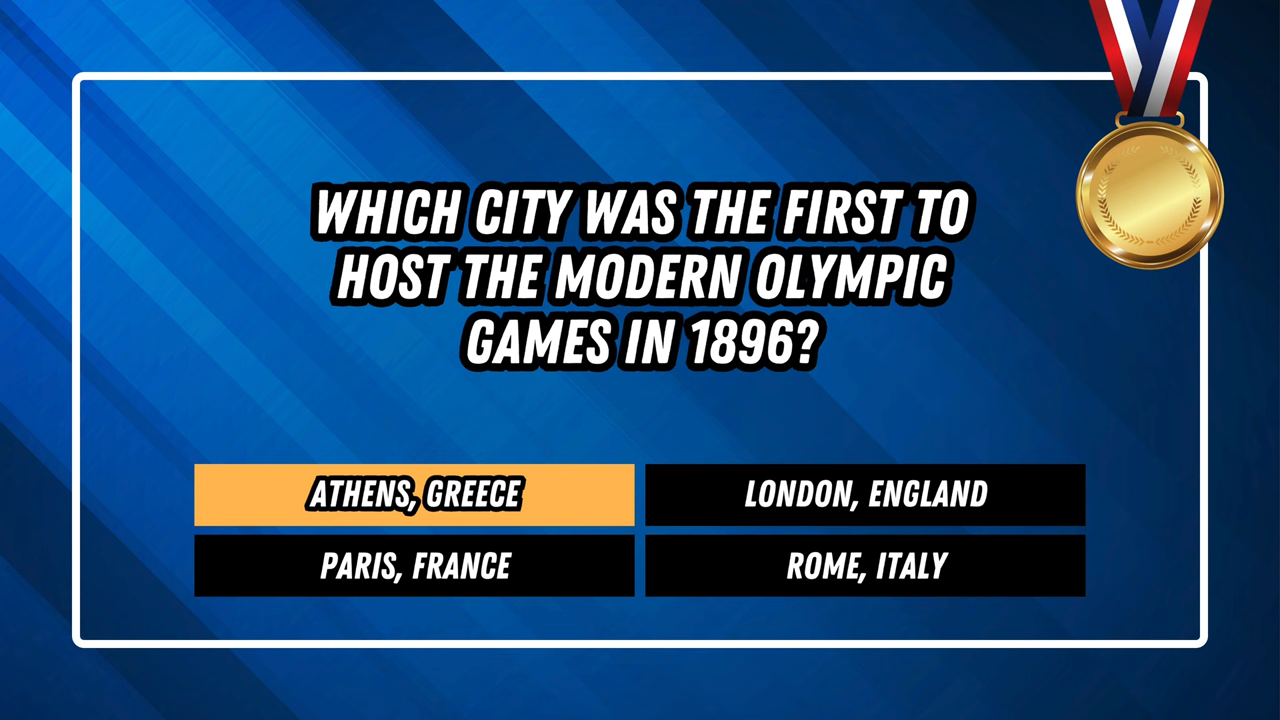 WHICH CITY WAS THE FIRST TO
HOST THE MODERN OLYMPIC
GAMES IN 1896?
ATHENS, GREECE
LONDON, ENGLAND
PARIS, FRANCE
ROME, ITALY